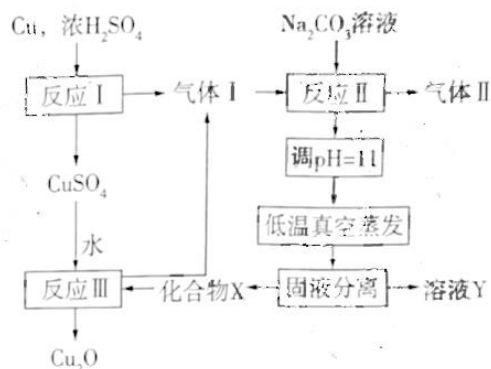 Cu，浓H₂SO₄
Na₂CO₃溶液
反应Ⅰ
气体Ⅰ
反应Ⅱ
气体Ⅱ
调pH=11
CuSO₄
低温真空蒸发
水
反应Ⅲ
化合物X
固液分离
溶液Y
Cu₂O